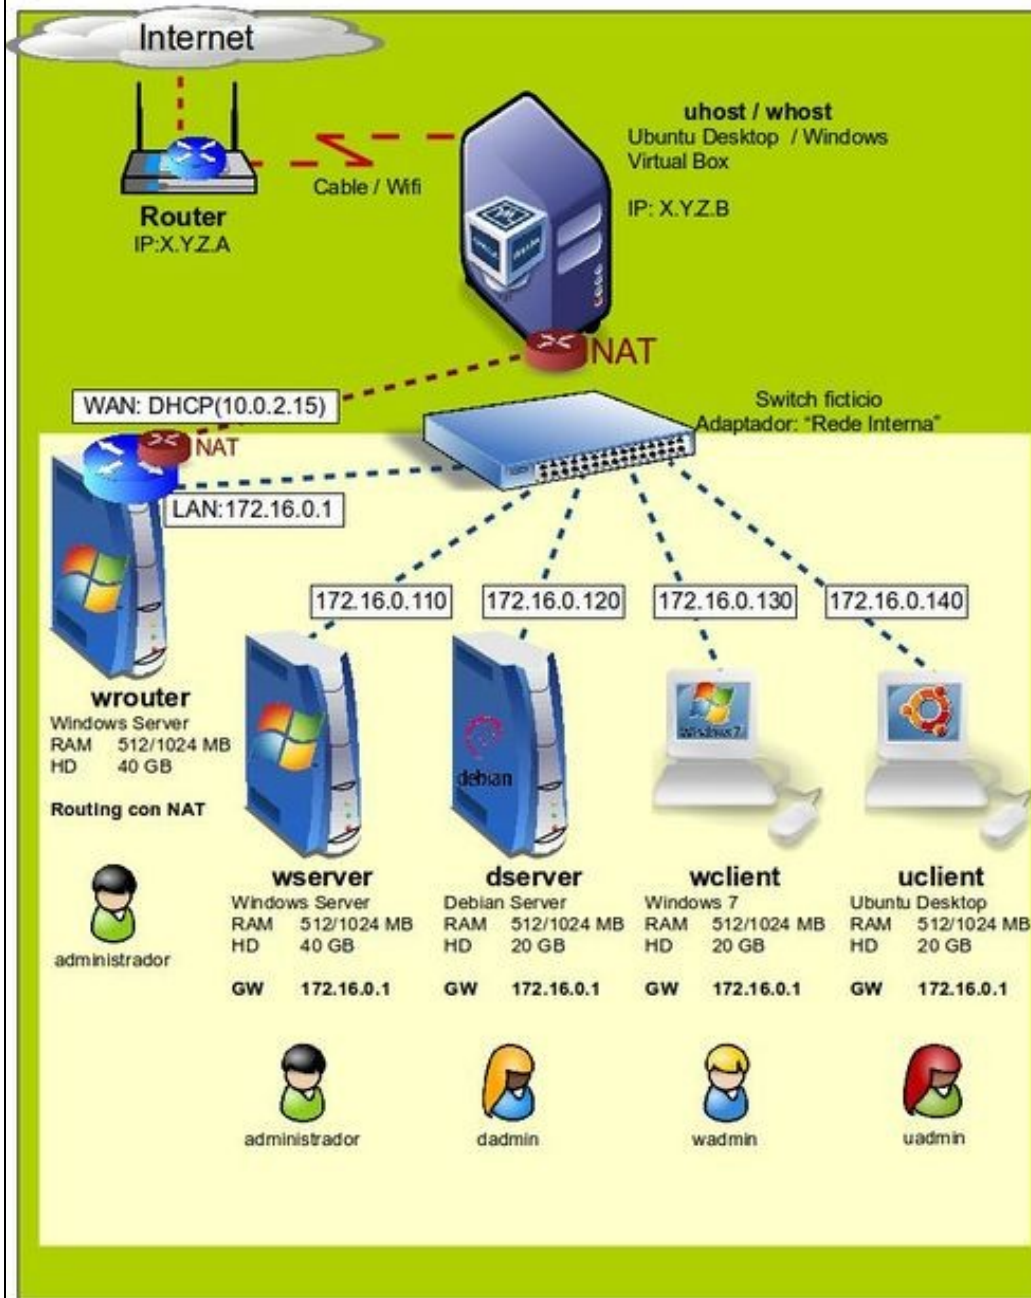 Internet
Router
IP:X.Y.Z.A
Cable / Wifi
uhost / whost
Ubuntu Desktop / Windows
Virtual Box
IP: X.Y.Z.B
NAT
WAN: DHCP(10.0.2.15)
NAT
LAN:172.16.0.1
Switch ficticio
Adaptador: "Rede Interna"
172.16.0.110
172.16.0.120
172.16.0.130
172.16.0.140
wrouter
Windows Server
RAM 512/1024 MB
HD 40 GB
Routing con NAT
administrador
debian
Windows 7
wserver
Windows Server
RAM 512/1024 MB
HD 40 GB
GW 172.16.0.1
administrador
dserver
Debian Server
RAM 512/1024 MB
HD 20 GB
GW 172.16.0.1
dadmin
wclient
Windows 7
RAM 512/1024 MB
HD 20 GB
GW 172.16.0.1
wadmin
uclient
Ubuntu Desktop
RAM 512/1024 MB
HD 20 GB
GW 172.16.0.1
uadmin